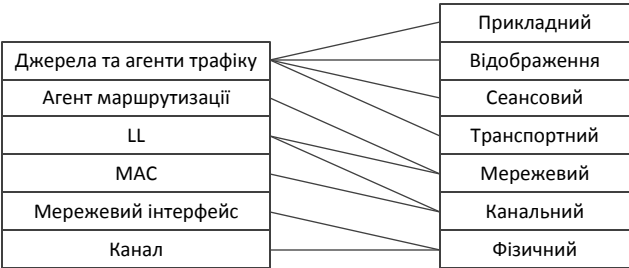 Джерела та агенти трафіку
Агент маршрутизації
LL
MAC
Мережевий інтерфейс
Канал
Прикладний
Відображення
Сеансовий
Транспортний
Мережевий
Канальний
Фізичний